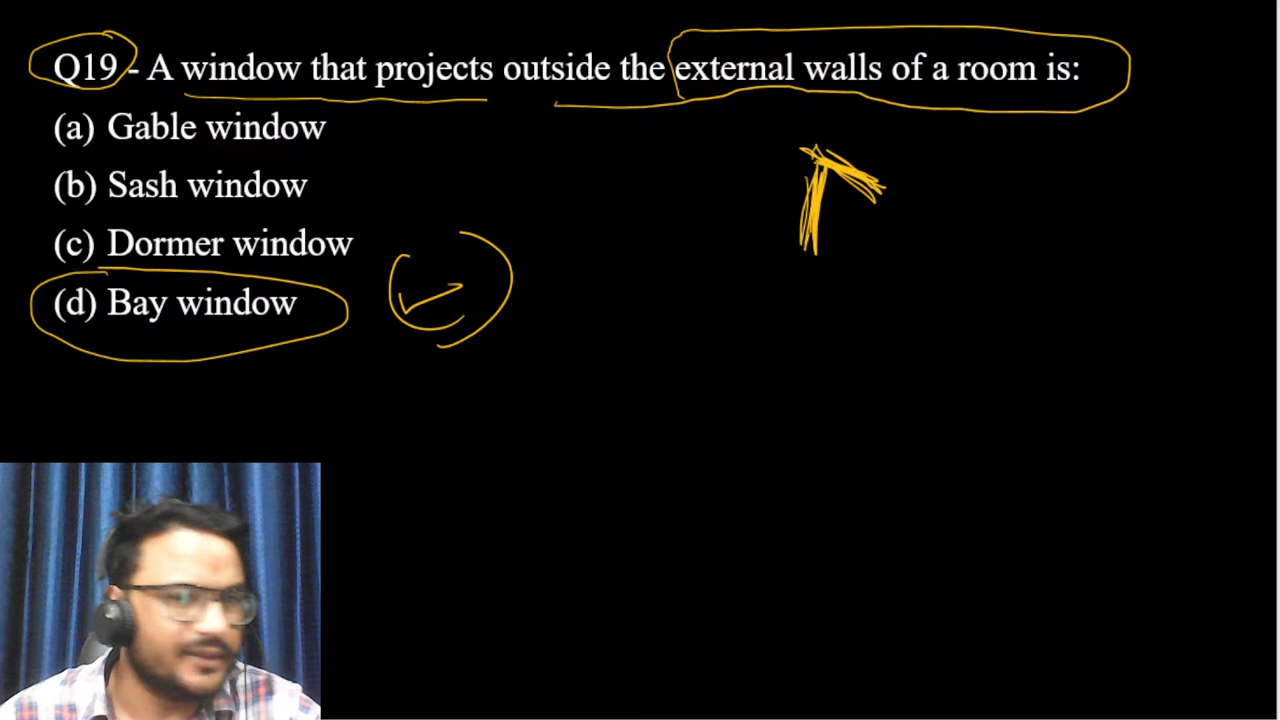 Q19 - A window that projects outside the external walls of a room is:
(a) Gable window
(b) Sash window
(c) Dormer window
(d) Bay window